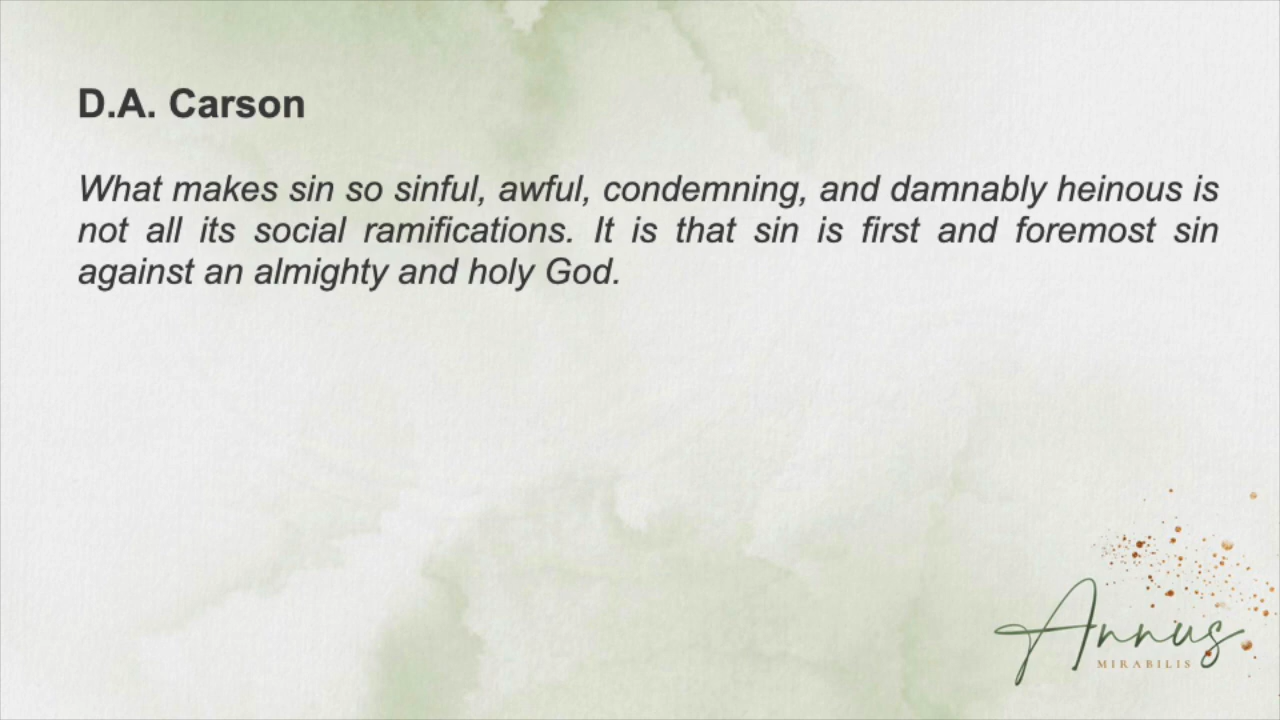 D.A. Carson
What makes sin so sinful, awful, condemning, and damnably heinous is
not all its social ramifications. It is that sin is first and foremost sin
against an almighty and holy God.
Annus
MIRABILIS